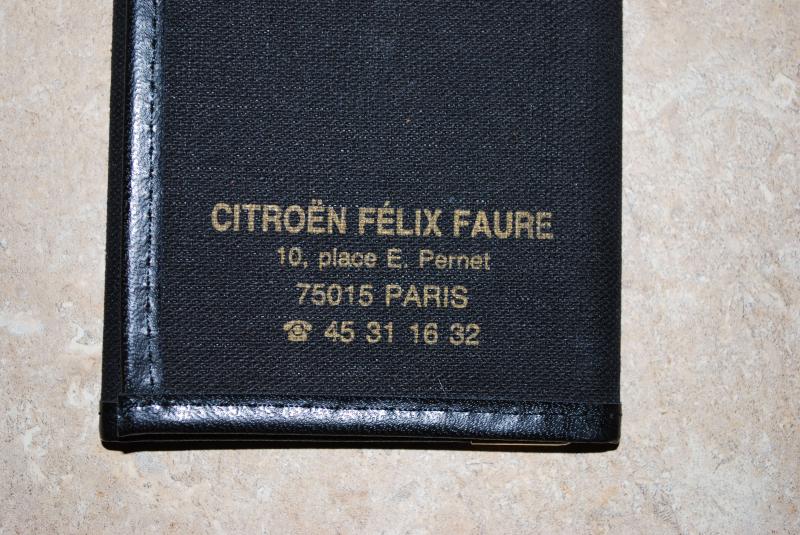 CITROËN FÉLIX FAURE
10, place E. Pernet
75015 PARIS
☎ 45 31 16 32